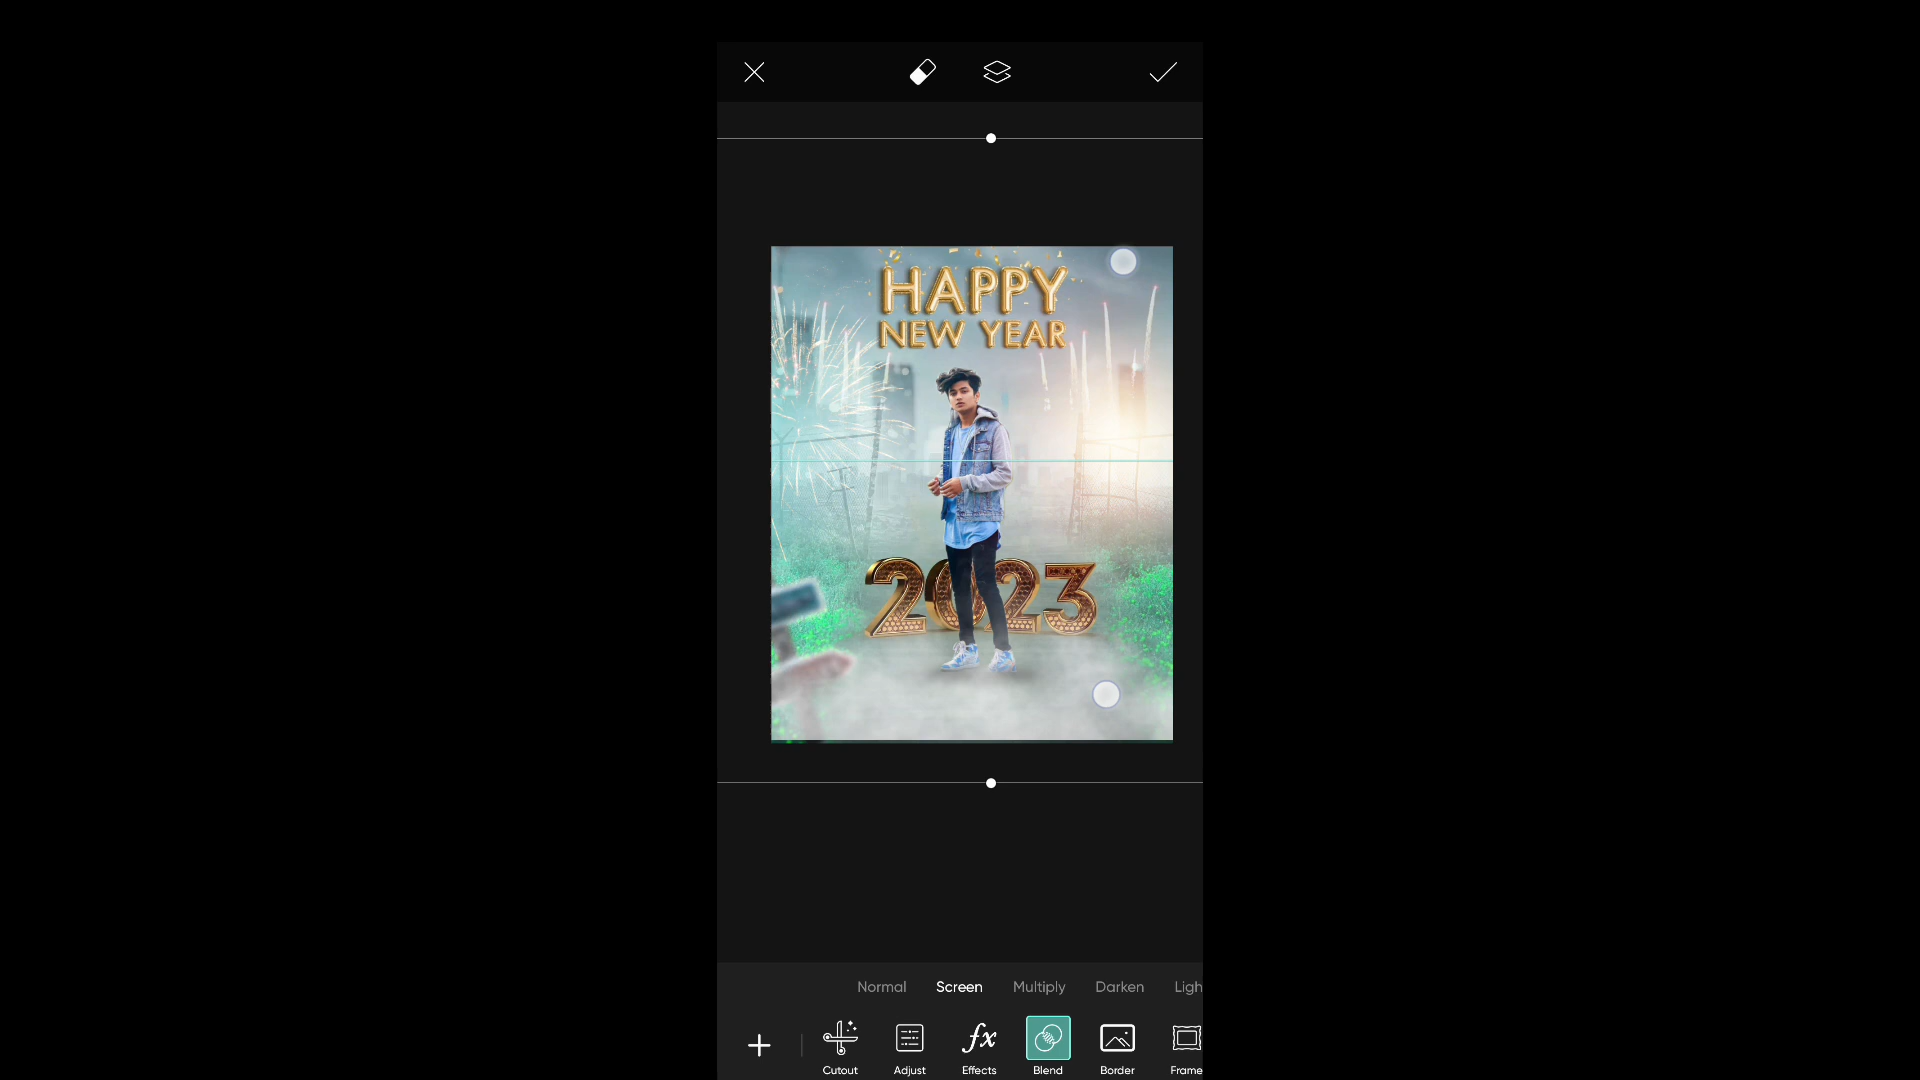 HAPPY
NEW YEAR
2023
Normal Screen Multiply Darken Ligh
Cutout Adjust Effects Blend Border Frame